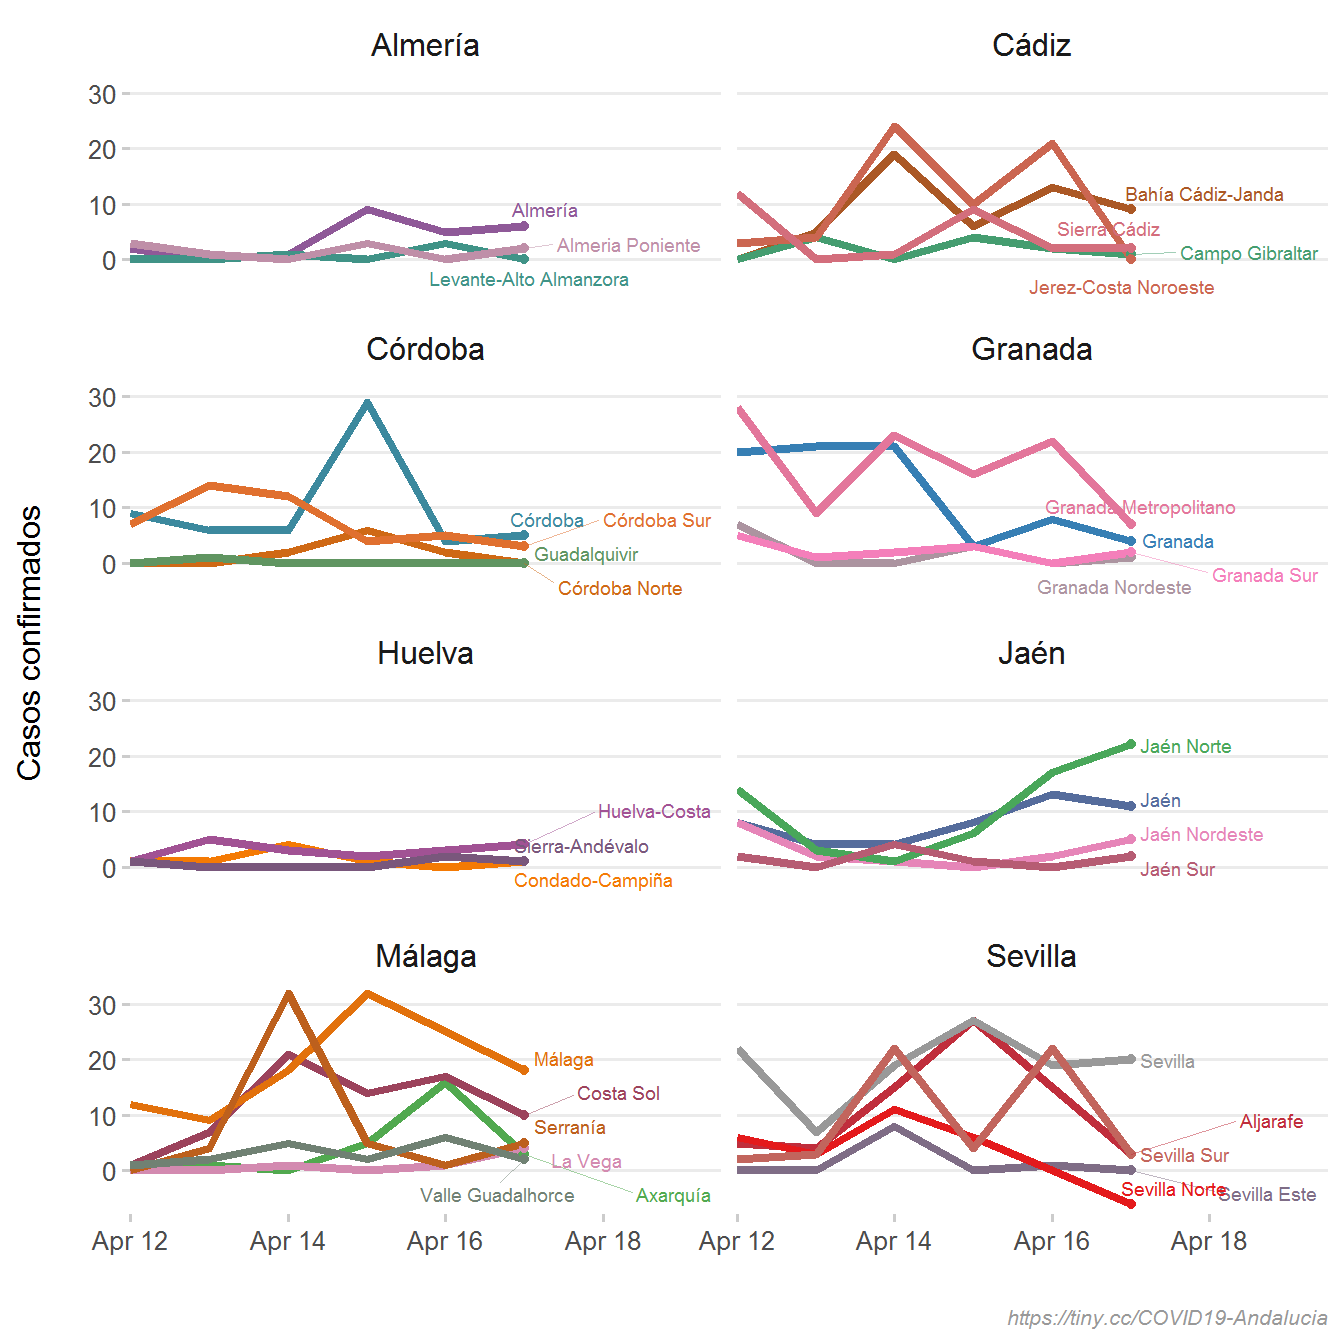 Almería
Cádiz
30
20
10
0
Almería
Almeria Poniente
Levante-Alto Almanzora
Bahía Cádiz-Janda
Sierra Cádiz
Campo Gibraltar
Jerez-Costa Noroeste
Córdoba
Granada
30
20
10
0
Córdoba
Córdoba Sur
Guadalquivir
Córdoba Norte
Granada Metropolitano
Granada
Granada Sur
Granada Nordeste
Casos confirmados
Huelva
Jaén
30
20
10
0
Huelva-Costa
Sierra-Andévalo
Condado-Campiña
Jaén Norte
Jaén
Jaén Nordeste
Jaén Sur
Málaga
Sevilla
30
20
10
0
Málaga
Costa Sol
Serranía
La Vega
Valle Guadalhorce
Axarquía
Sevilla
Aljarafe
Sevilla Sur
Sevilla Norte
Sevilla Este
Apr 12
Apr 14
Apr 16
Apr 18
Apr 12
Apr 14
Apr 16
Apr 18
https://tiny.cc/COVID19-Andalucia